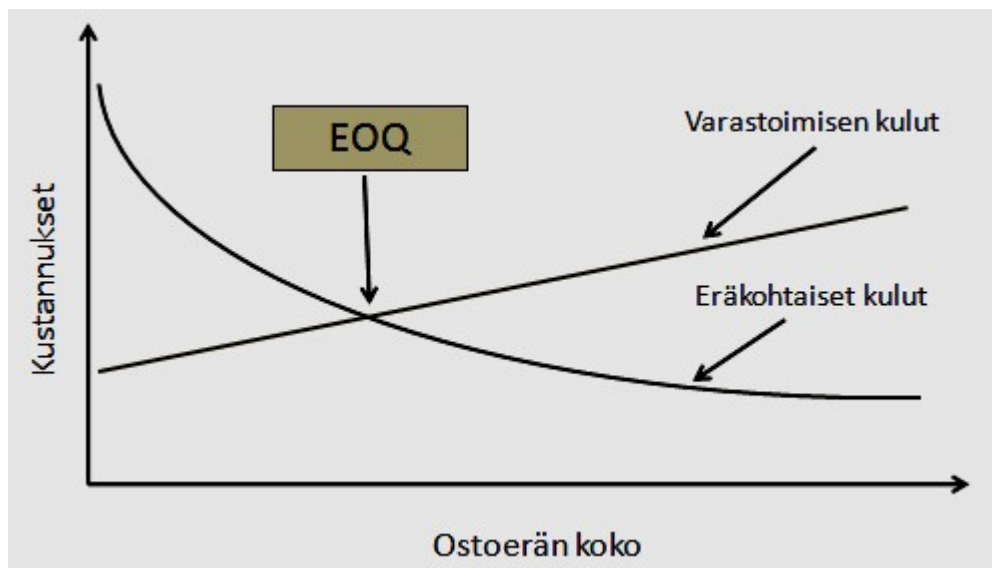 EOQ
Varastoimisen kulut
Eräkohtaiset kulut
Kustannukset
Ostoerän koko